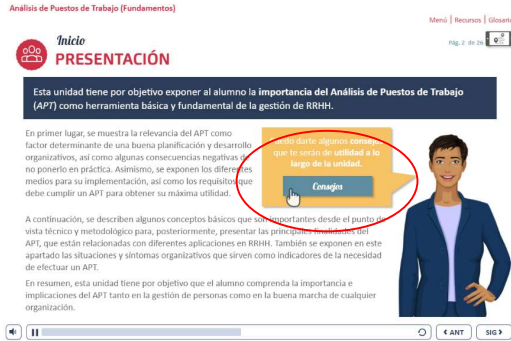 Análisis de Puestos de Trabajo (Fundamentos)
Menú | Recursos | Glosario
Pág. 2 de 26
Inicio
PRESENTACIÓN
Esta unidad tiene por objetivo exponer al alumno la importancia del Análisis de Puestos de Trabajo
(APT) como herramienta básica y fundamental de la gestión de RRHH.
En primer lugar, se muestra la relevancia del APT como
factor determinante de una buena planificación y desarrollo
organizativos, así como algunas consecuencias negativas de
no ponerlo en práctica. Asimismo, se exponen los diferentes
medios para su implementación, así como los requisitos que
debe cumplir un APT para obtener su máxima utilidad.
darte algunos consejos
que te serán de utilidad a lo
largo de la unidad.
Consejos
A continuación, se describen algunos conceptos básicos que son importantes desde el punto de
vista técnico y metodológico para, posteriormente, presentar las principales finalidades del
APT, que están relacionadas con diferentes aplicaciones en RRHH. También se exponen en este
apartado las situaciones y síntomas organizativos que sirven como indicadores de la necesidad
de efectuar un APT.
En resumen, esta unidad tiene por objetivo que el alumno comprenda la importancia e
implicaciones del APT tanto en la gestión de personas como en la buena marcha de cualquier
organización.
ANT
SIG